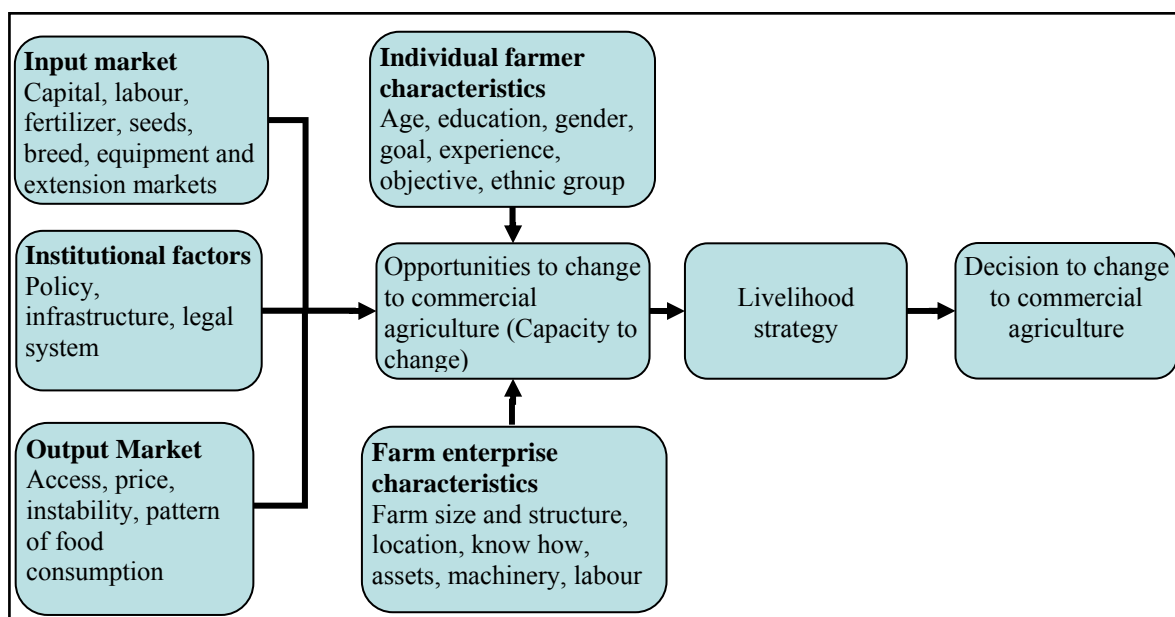 Input market
Capital, labour,
fertilizer, seeds,
breed, equipment and
extension markets
Institutional factors
Policy,
infrastructure, legal
system
Output Market
Access, price,
instability, pattern
of food
consumption
Individual farmer
characteristics
Age, education, gender,
goal, experience,
objective, ethnic group
Opportunities to change
to commercial
agriculture (Capacity to
change)
Farm enterprise
characteristics
Farm size and structure,
location, know how,
assets, machinery, labour
Livelihood
strategy
Decision to change
to commercial
agriculture